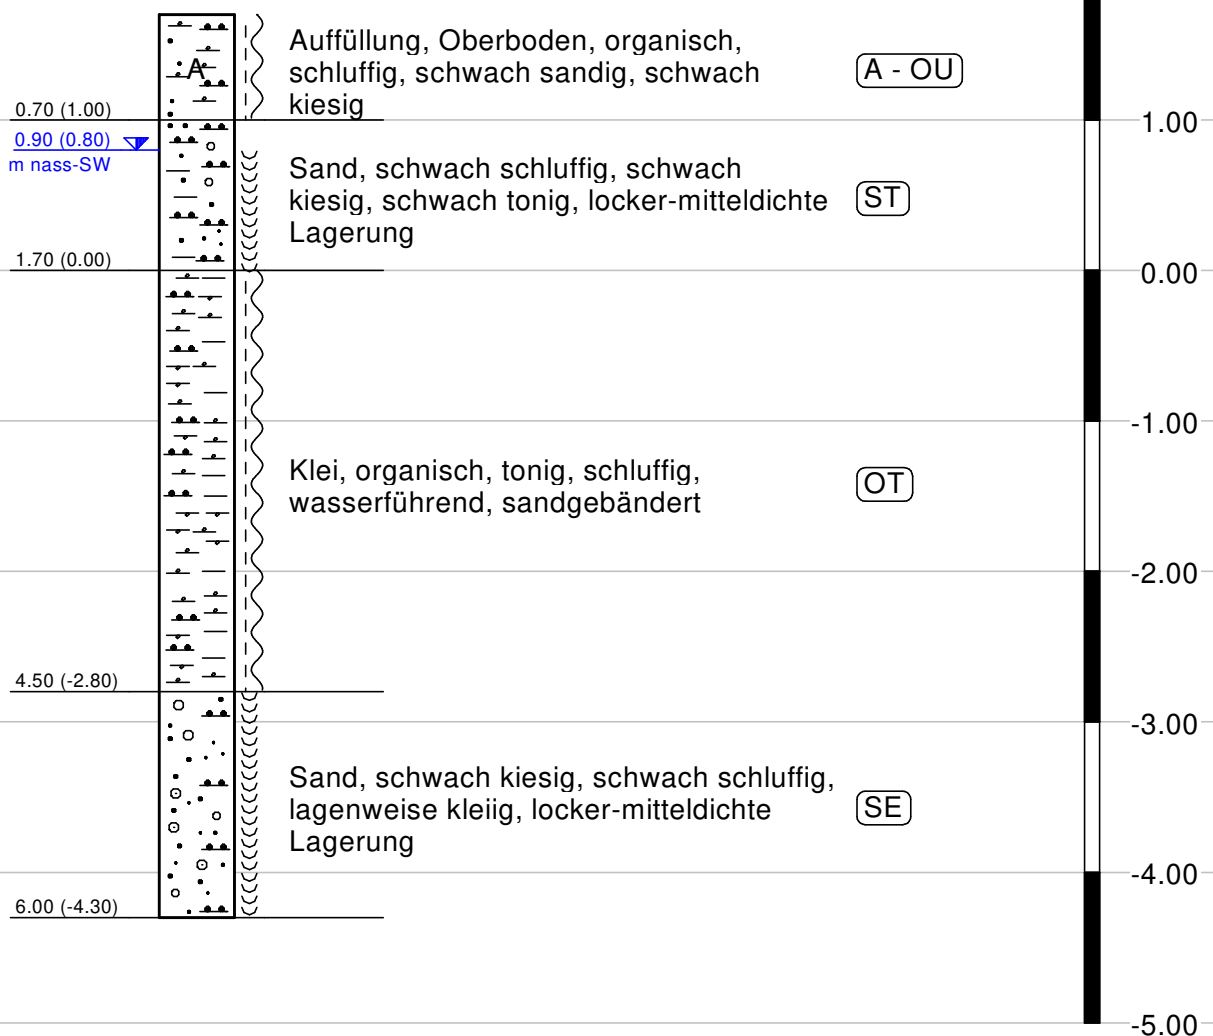 Auffüllung, Oberboden, organisch,
schluffig, schwach sandig, schwach
kiesig
A
A - OU
0.70 (1.00)
1.00
0.90 (0.80)
m nass-SW
Sand, schwach schluffig, schwach
kiesig, schwach tonig, locker-mitteldichte
Lagerung
ST
1.70 (0.00)
0.00
-1.00
Klei, organisch, tonig, schluffig,
wasserführend, sandgebändert
OT
-2.00
4.50 (-2.80)
-3.00
Sand, schwach kiesig, schwach schluffig,
lagenweise kleiig, locker-mitteldichte
Lagerung
SE
-4.00
6.00 (-4.30)
-5.00